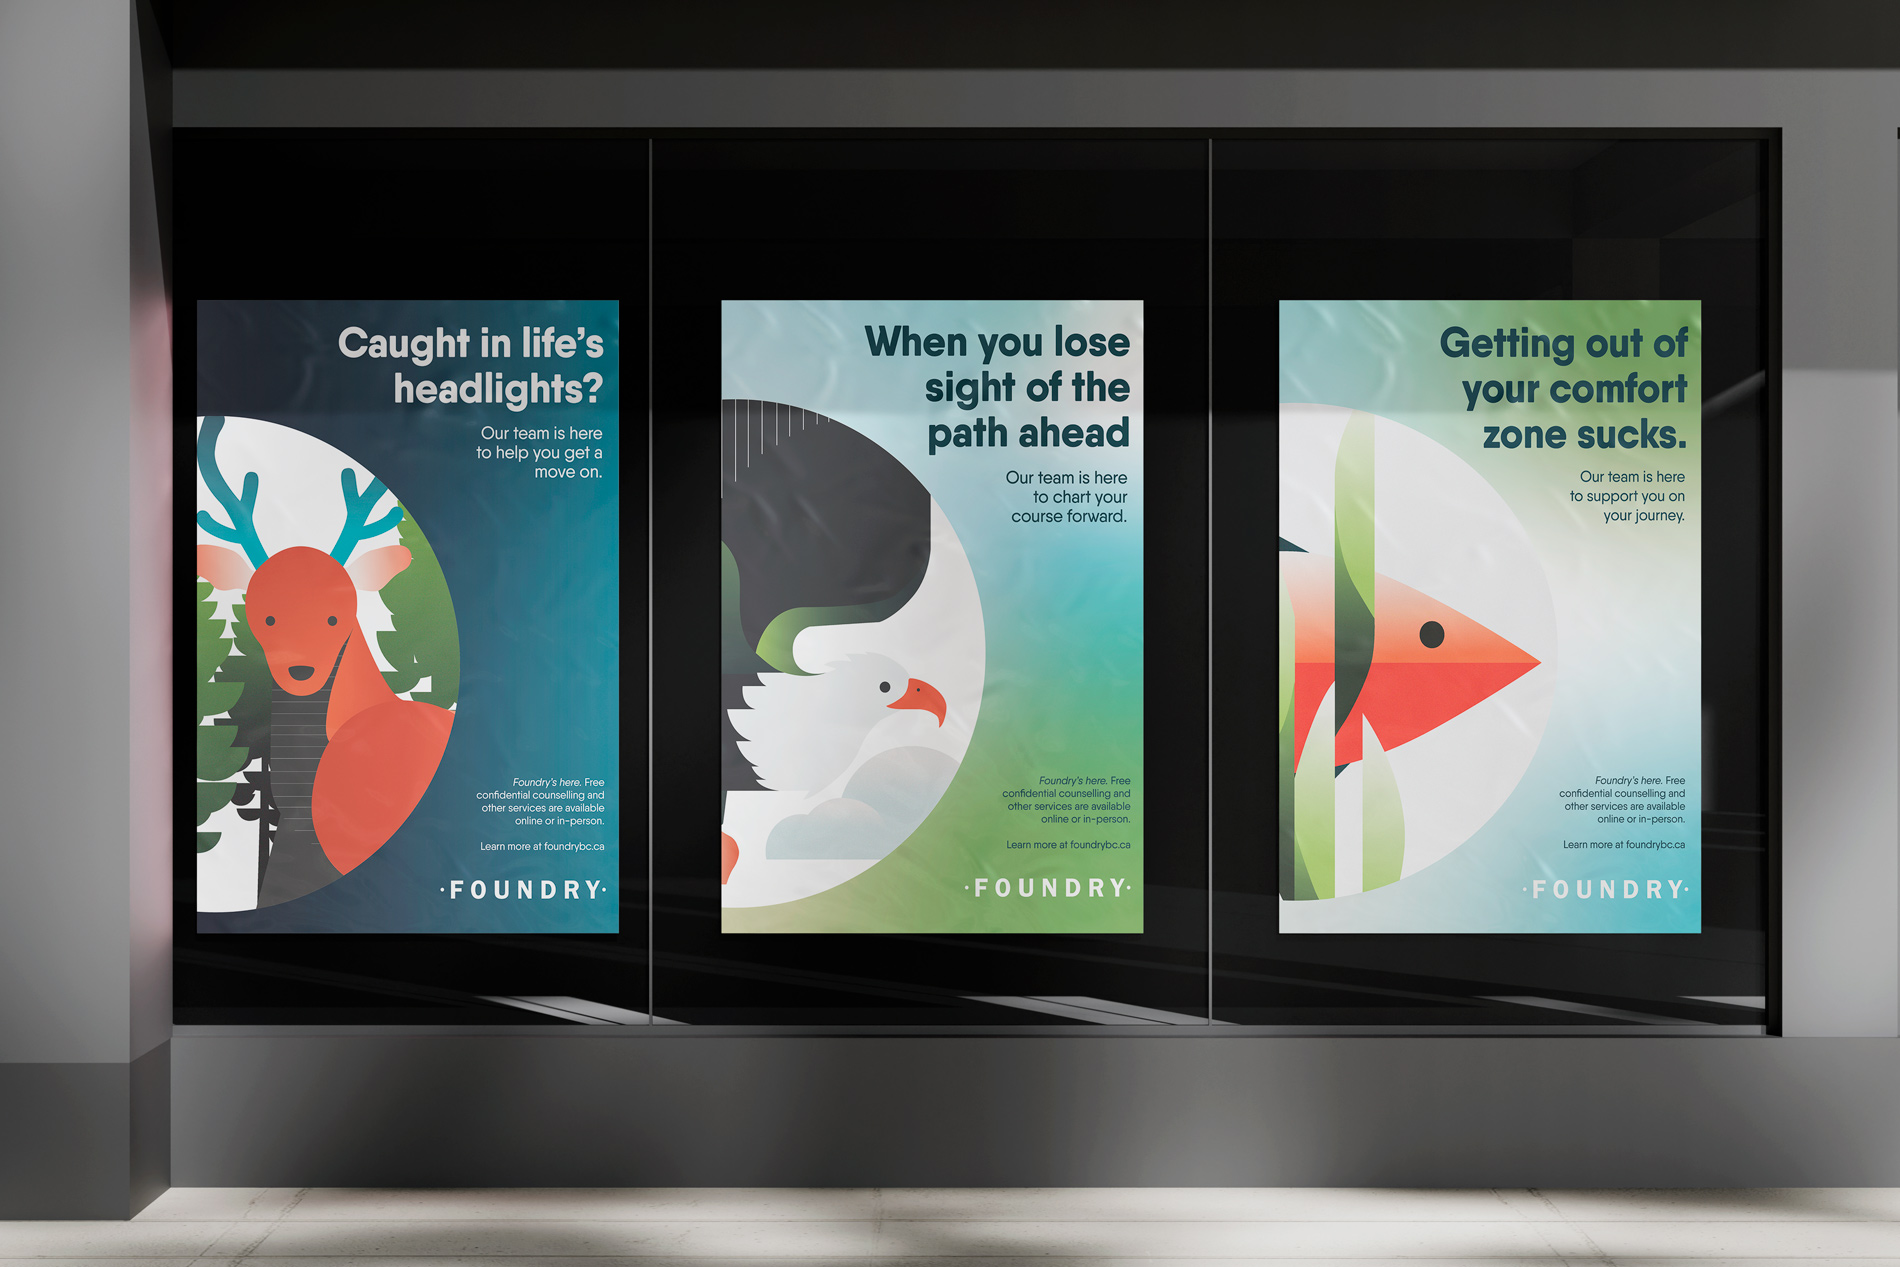 Caught in life's
headlights?
Our team is here
to help you get a
move on.
Foundry's here. Free
confidential counselling and
other services are available
online or in-person.
Learn more at foundrybc.ca
·FOUNDRY·
When you lose
sight of the
path ahead
Our team is here
to chart your
course forward.
Foundry's here. Free
confidential counselling and
other services are available
online or in-person.
Learn more at foundrybc.ca
·FOUNDRY·
Getting out of
your comfort
zone sucks.
Our team is here
to support you on
your journey.
Foundry's here. Free
confidential counselling and
other services are available
online or in-person.
Learn more at foundrybc.ca
·FOUNDRY·